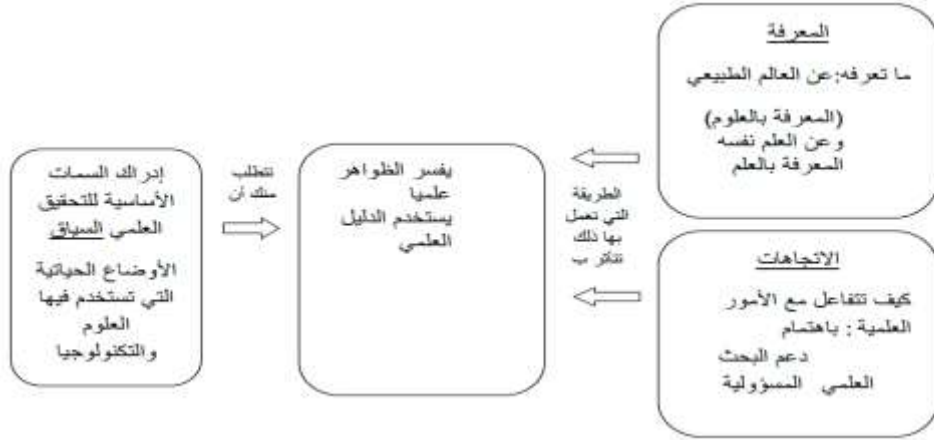 المعرفة
ما تعرفه:عن العالم الطبيعي
(المعرفة بالعلوم)
وعن العلم نفسه
المعرفة بالعلم
إدراك السمات
الأساسية للتحقيق
العلمي السياق
الأوضاع الحياتية
التي تستخدم فيها
العلوم
والتكنولوجيا
تتطلب
منك أن
يفسر الظواهر
علميا
يستخدم الدليل
العلمي
الطريقة
التي تعمل
بها ذلك
تتأثر ب
الاتجاهات
كيف تتفاعل مع الأمور
العلمية : باهتمام
دعم البحث
العلمي المسؤولية